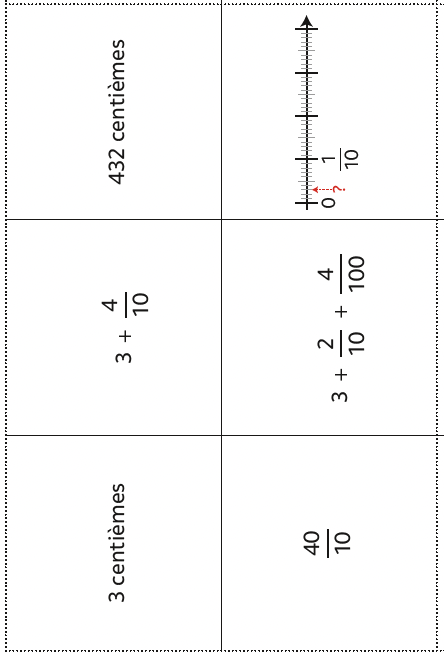 3 centièmes
3 + 4/10
432 centièmes
40/10
3 + 2/10 + 4/100
0 ? 1/10